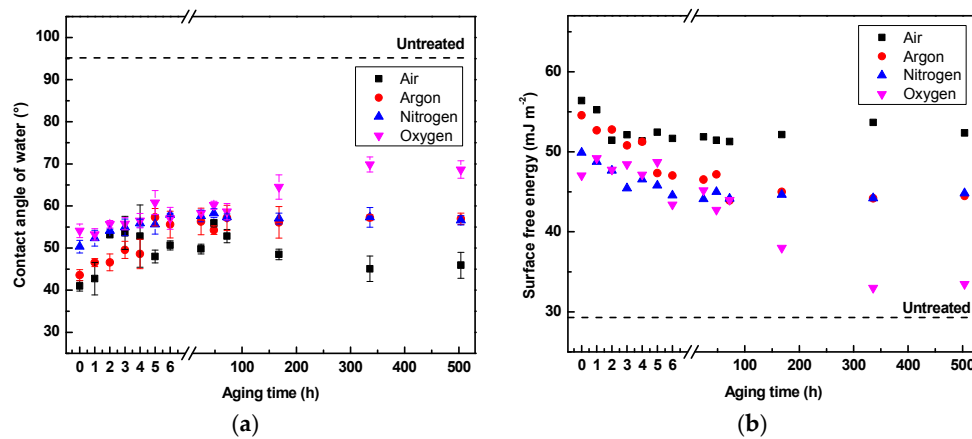 100
90
80
70
60
50
40
30
Contact angle of water (°)
Untreated
Air
Argon
Nitrogen
Oxygen
0 1 2 3 4 5 6 100 200 300 400 500
Aging time (h)
(a)
60
50
40
30
Surface free energy (mJ m⁻²)
Air
Argon
Nitrogen
Oxygen
Untreated
0 1 2 3 4 5 6 100 200 300 400 500
Aging time (h)
(b)